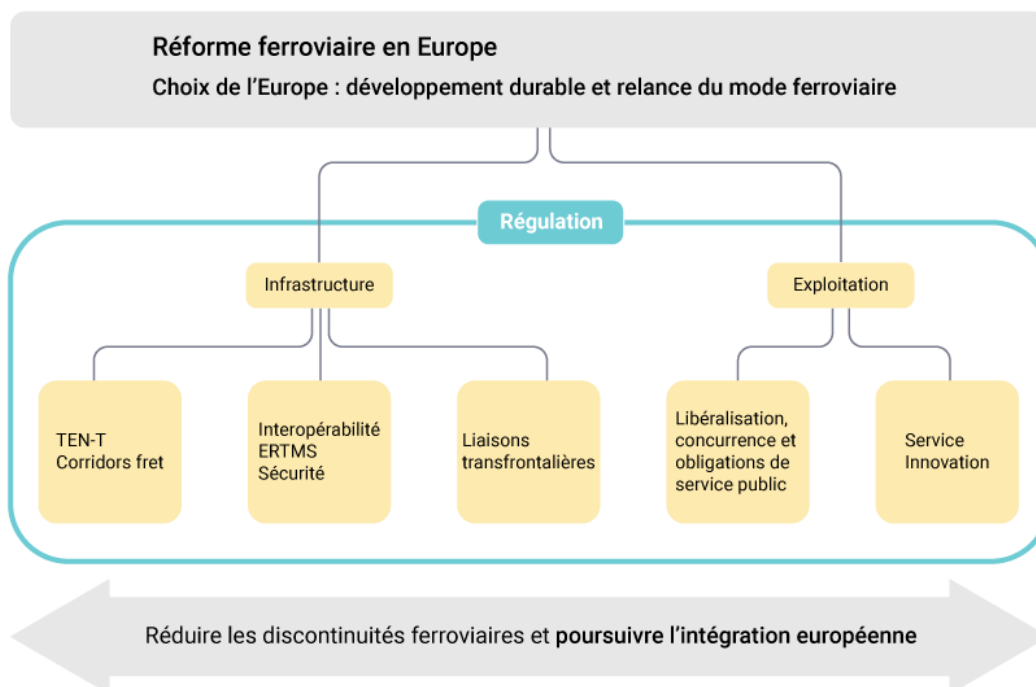 Réforme ferroviaire en Europe
Choix de l’Europe : développement durable et relance du mode ferroviaire
Régulation
Infrastructure
Exploitation
TEN-T
Corridors fret
Interopérabilité
ERTMS
Sécurité
Liaisons
transfrontalières
Libéralisation,
concurrence et
obligations de
service public
Service
Innovation
Réduire les discontinuités ferroviaires et poursuivre l’intégration européenne